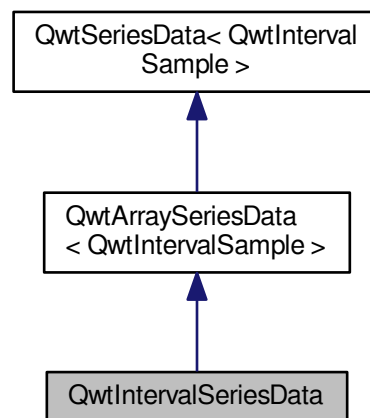 QwtSeriesData< QwtInterval
Sample >
QwtArraySeriesData
< QwtIntervalSample >
QwtIntervalSeriesData